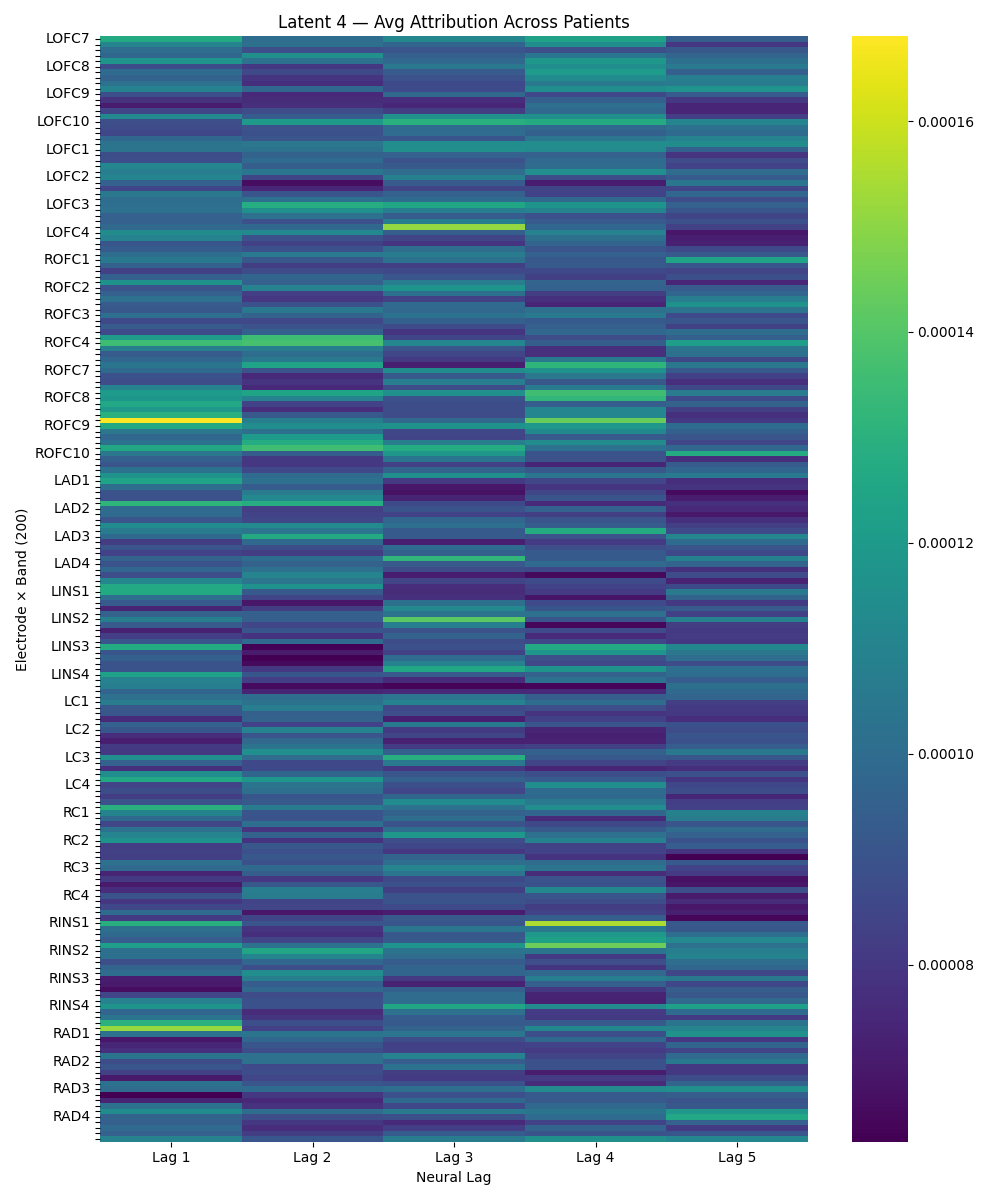 Latent 4 — Avg Attribution Across Patients
Electrode × Band (200)
LOFC7
LOFC8
LOFC9
LOFC10
LOFC1
LOFC2
LOFC3
LOFC4
ROFC1
ROFC2
ROFC3
ROFC4
ROFC7
ROFC8
ROFC9
ROFC10
LAD1
LAD2
LAD3
LAD4
LINS1
LINS2
LINS3
LINS4
LC1
LC2
LC3
LC4
RC1
RC2
RC3
RC4
RINS1
RINS2
RINS3
RINS4
RAD1
RAD2
RAD3
RAD4
Lag 1 Lag 2 Lag 3 Lag 4 Lag 5
Neural Lag
0.00016
0.00014
0.00012
0.00010
0.00008